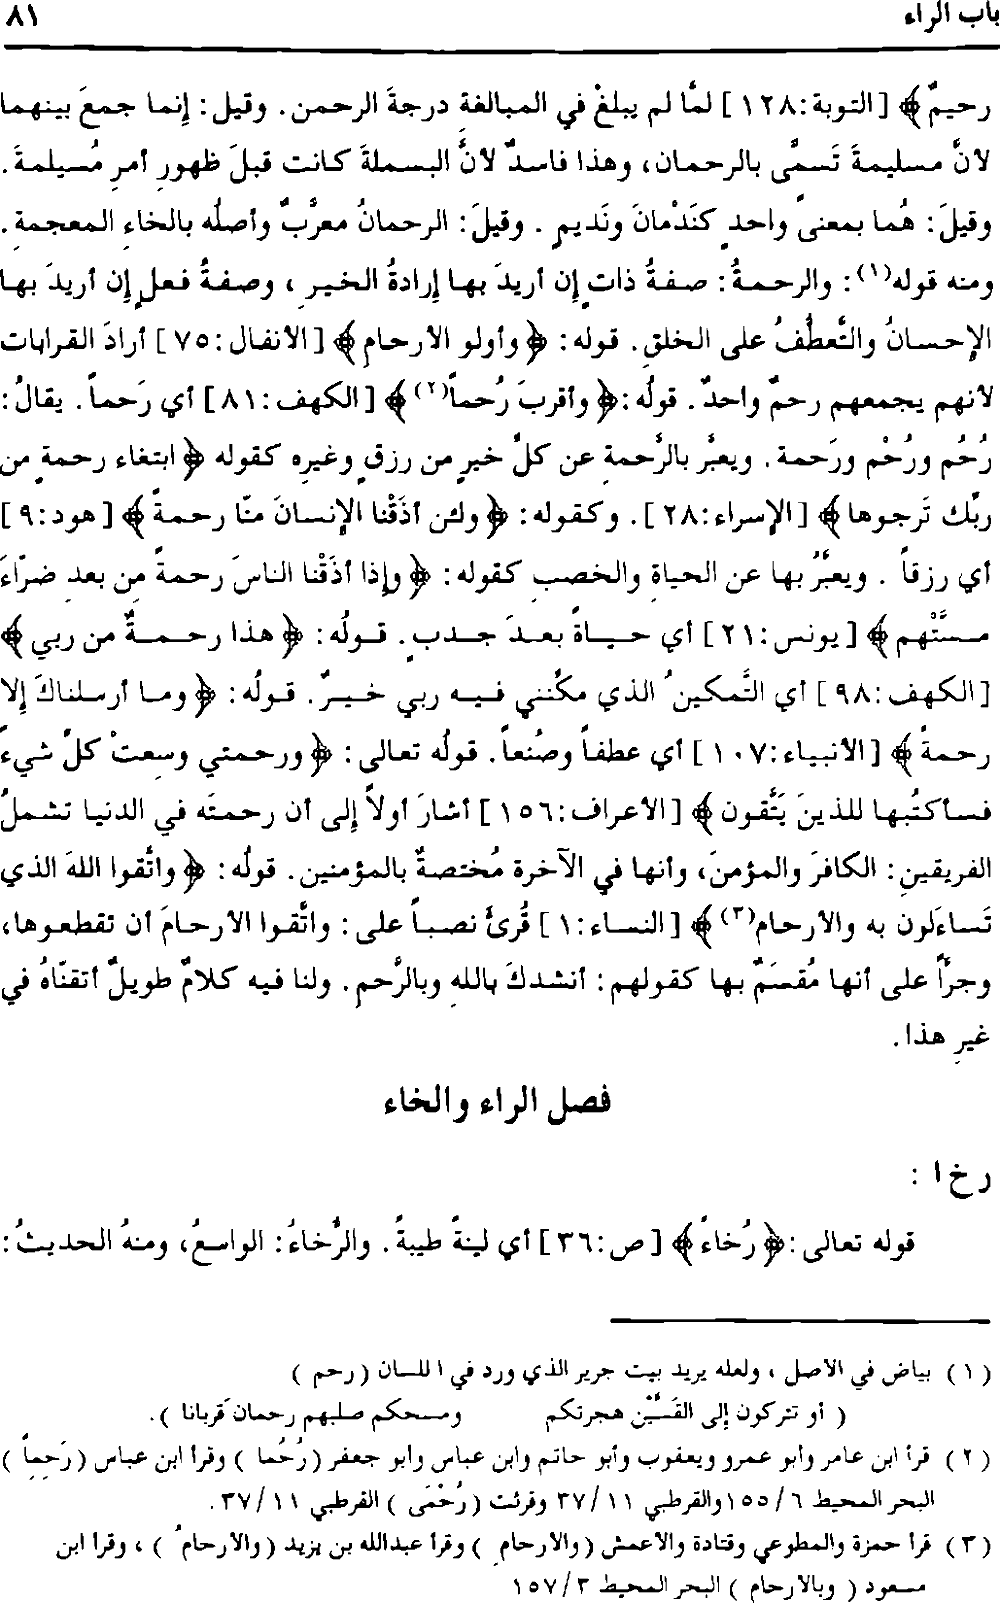 باب الراء ٨١
رحيمٌ ﴾ [ التوبة:١٢٨ ] لمَّا لم يبلغْ في المبالغة درجةَ الرحمن. وقيل: إنما جمعَ بينهما
لأنَّ مسليمةَ تَسمَّى بالرحمان، وهذا فاسدٌ لأنَّ البسملةَ كانت قبلَ ظهورِ أمرِ مُسيلمةَ.
وقيلَ: هُما بمعنىً واحدٍ كنَدْمانَ ونَديمٍ . وقيلَ: الرحمانُ معرَّبٌ وأصلُه بالخاءِ المعجمةِ.
ومنه قوله(١): والرحمةُ: صفةُ ذاتٍ إن أريدَ بها إرادةُ الخيرِ، وصفةُ فعلٍ إن أريدَ بها
الإحسانُ والتَّعطُّفُ على الخلقِ. قوله: ﴿ وأولو الأرحامِ ﴾ [ الأنفال:٧٥ ] أرادَ القراباتِ
لأنهم يجمعهم رحمٌ واحدٌ. قولُه:﴿ وأقربَ رُحماً(٢) ﴾ [ الكهف:٨١ ] أي رَحماً. يقالُ:
رُحُم ورُحْم ورَحمة. ويعبَّر بالرَّحمةِ عن كلِّ خيرٍ من رزقٍ وغيرِه كقوله ﴿ ابتغاء رحمةٍ من
ربِّك تَرجوها ﴾ [ الإسراء:٢٨ ]. وكقوله: ﴿ ولئن أذَقْنا الإنسانَ منّا رحمةً ﴾ [ هود:٩ ]
أي رزقاً . ويعبَّرُ بها عن الحياةِ والخصبِ كقوله: ﴿ وإذا أذَقْنا الناسَ رحمةً مِن بعدِ ضرّاءَ
مسَّتْهم ﴾ [ يونس:٢١ ] أي حياةً بعدَ جدبٍ. قولُه: ﴿ هذا رحمةٌ من ربي ﴾
[ الكهف:٩٨ ] أي التَّمكينُ الذي مكَّنني فيه ربي خيرٌ. قولُه: ﴿ وما أرسلناكَ إلا
رحمةً ﴾ [ الأنبياء:١٠٧ ] أي عطفاً وصُنعاً. قولُه تعالى: ﴿ ورحمتي وسِعتْ كلَّ شيءٍ
فسأكتُبها للذينَ يَتَّقون ﴾ [ الأعراف:١٥٦ ] أشارَ أولاً إلى أن رحمتَه في الدنيا تشملُ
الفريقينِ: الكافرَ والمؤمنَ، وأنها في الآخرة مُختصةٌ بالمؤمنين. قولُه: ﴿ واتَّقوا اللهَ الذي
تَساءَلون به والأرحام(٣) ﴾ [ النساء:١ ] قُرئَ نصباً على: واتَّقوا الأرحامَ أن تقطعوها،
وجرَّاً على أنها مُقسَمٌ بها كقولهم: أنشدكَ باللهِ وبالرَّحمِ. ولنا فيه كلامٌ طويلٌ أتقنّاهُ في
غيرِ هذا.
فصل الراء والخاء
ر خ ا :
قوله تعالى:﴿ رُخاءً ﴾ [ ص:٣٦ ] أي لينةً طيبةً. والرُّخاءُ: الواسعُ، ومنهُ الحديثُ:
( ١ ) بياض في الأصل ، ولعله يريد بيت جرير الذي ورد في اللسان ( رحم )
( أو تتركون إلى القَسَّيْنِ هجرتكم ومسحكم صلبهم رحمان قَربانا ).
( ٢ ) قرأ ابن عامر وأبو عمرو ويعقوب وأبو حاتم وابن عباس وأبو جعفر ( رُحُما ) وقرأ ابن عباس ( رَحِماً )
البحر المحيط ٦/ ١٥٥ والقرطبي ١١/ ٣٧ وقرئت ( رُحْمَى ) القرطبي ١١/ ٣٧.
( ٣ ) قرأ حمزة والمطوعي وقتادة والأعمش ( والأرحامِ ) وقرأ عبدالله بن يزيد ( والأرحامُ ) ، وقرأ ابن
مسعود ( وبالأرحام ) البحر المحيط ٣/ ١٥٧